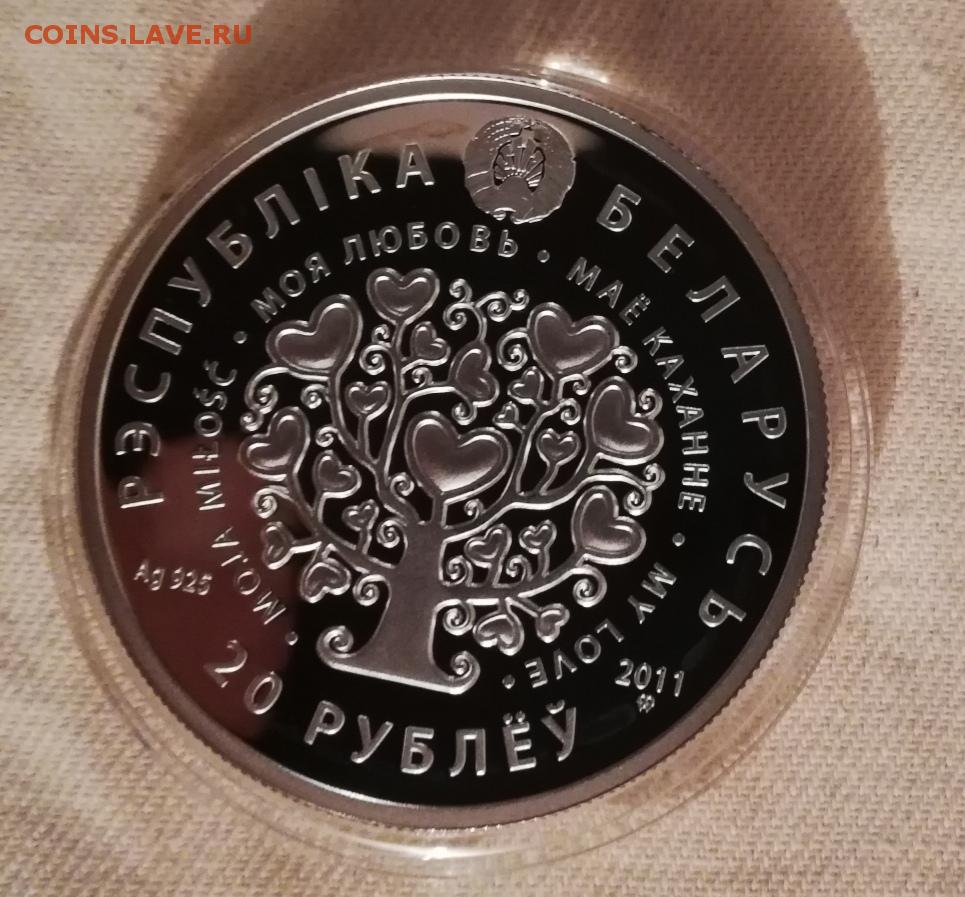 COINS.LAVE.RU
РЭСПУБЛІКА БЕЛАРУСЬ
МОЯ ЛЮБОВЬ · МАЁ КАХАННЕ · MY LOVE · MOJA MIŁOŚĆ ·
Ag 925
2011
20 РУБЛЁЎ